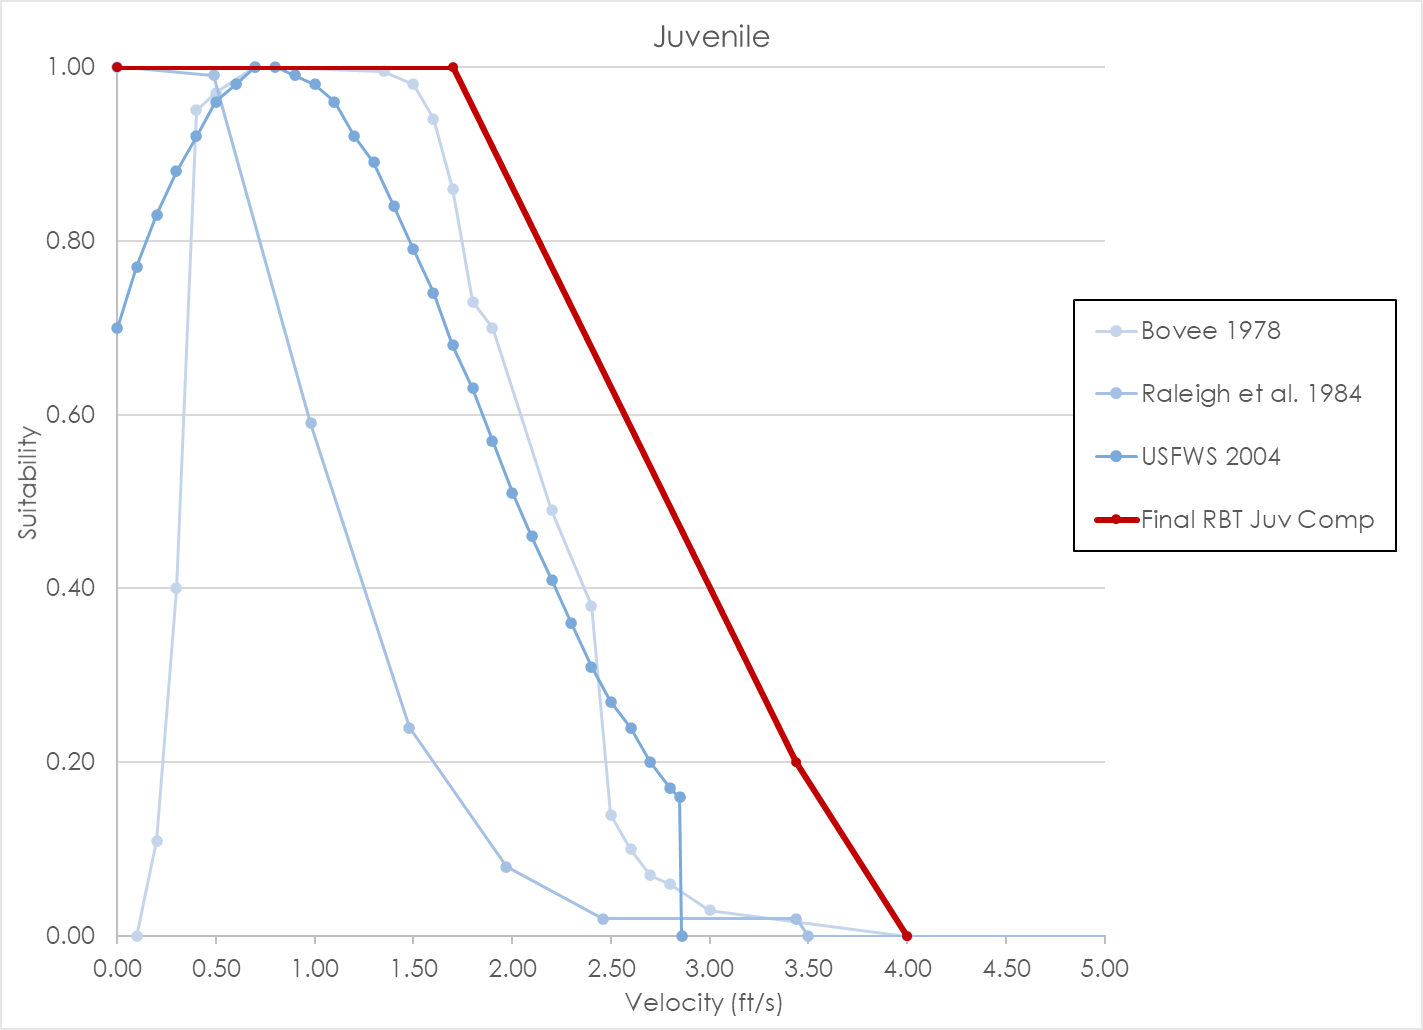 Juvenile
1.00
0.80
0.60
0.40
0.20
0.00
Suitability
0.00 0.50 1.00 1.50 2.00 2.50 3.00 3.50 4.00 4.50 5.00
Velocity (ft/s)
Bovee 1978
Raleigh et al. 1984
USFWS 2004
Final RBT Juv Comp